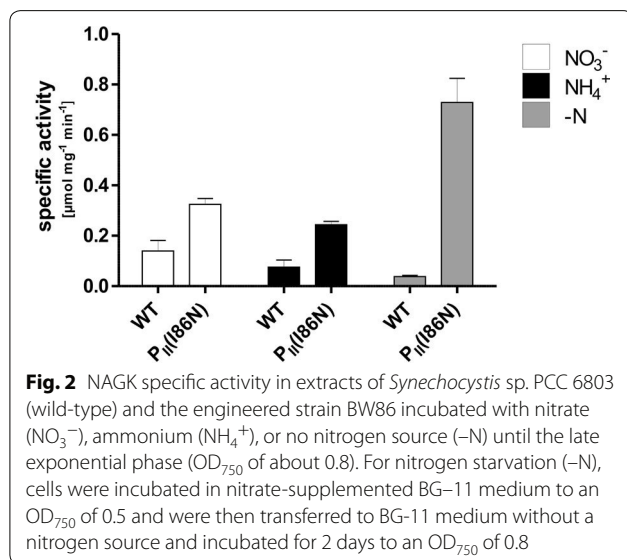 specific activity
[µmol mg⁻¹ min⁻¹]
1.0
0.8
0.6
0.4
0.2
0.0
NO₃⁻
NH₄⁺
-N
WT
P_II(I86N)
WT
P_II(I86N)
WT
P_II(I86N)
Fig. 2 NAGK specific activity in extracts of Synechocystis sp. PCC 6803
(wild-type) and the engineered strain BW86 incubated with nitrate
(NO₃⁻), ammonium (NH₄⁺), or no nitrogen source (–N) until the late
exponential phase (OD₇₅₀ of about 0.8). For nitrogen starvation (–N),
cells were incubated in nitrate-supplemented BG–11 medium to an
OD₇₅₀ of 0.5 and were then transferred to BG-11 medium without a
nitrogen source and incubated for 2 days to an OD₇₅₀ of 0.8